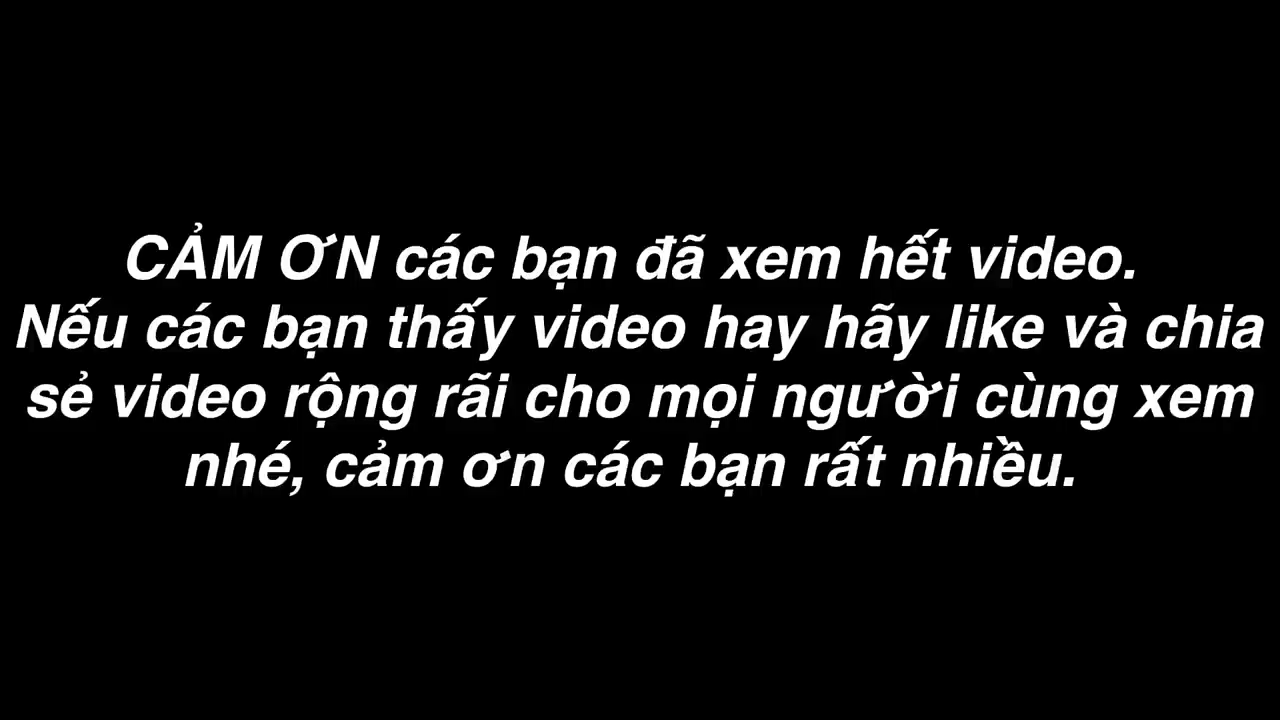 CẢM ƠN các bạn đã xem hết video.
Nếu các bạn thấy video hay hãy like và chia
sẻ video rộng rãi cho mọi người cùng xem
nhé, cảm ơn các bạn rất nhiều.